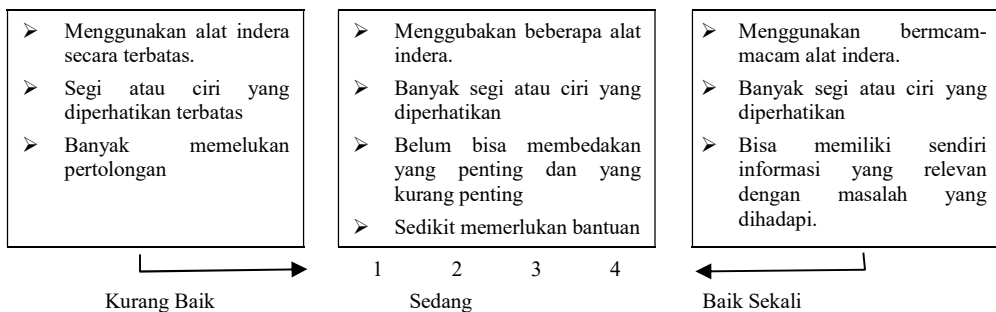 ➢ Menggunakan alat indera
secara terbatas.
➢ Segi atau ciri yang
diperhatikan terbatas
➢ Banyak memelukan
pertolongan
➢ Menggubakan beberapa alat
indera.
➢ Banyak segi atau ciri yang
diperhatikan
➢ Belum bisa membedakan
yang penting dan yang
kurang penting
➢ Sedikit memerlukan bantuan
➢ Menggunakan bermcam-
macam alat indera.
➢ Banyak segi atau ciri yang
diperhatikan
➢ Bisa memiliki sendiri
informasi yang relevan
dengan masalah yang
dihadapi.
1 2 3 4
Kurang Baik Sedang Baik Sekali